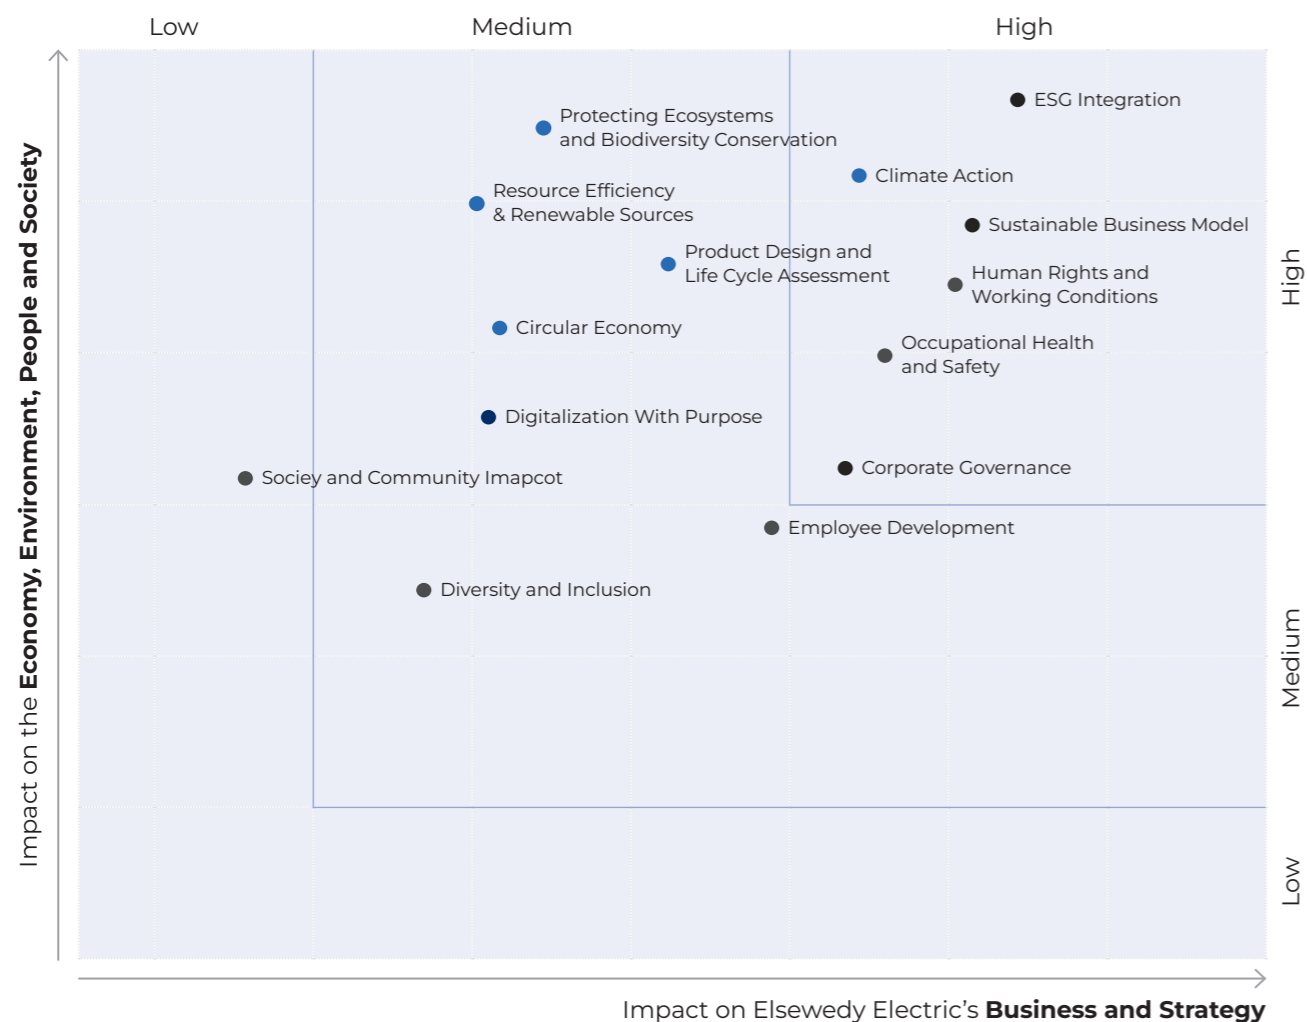 Low
Medium
High
ESG Integration
Protecting Ecosystems
and Biodiversity Conservation
Climate Action
Resource Efficiency
& Renewable Sources
Sustainable Business Model
Product Design and
Life Cycle Assessment
Human Rights and
Working Conditions
Circular Economy
Occupational Health
and Safety
Digitalization With Purpose
Corporate Governance
Sociey and Community Imapcot
Employee Development
Diversity and Inclusion
High
Medium
Low
Impact on the Economy, Environment, People and Society
Impact on Elsewedy Electric’s Business and Strategy